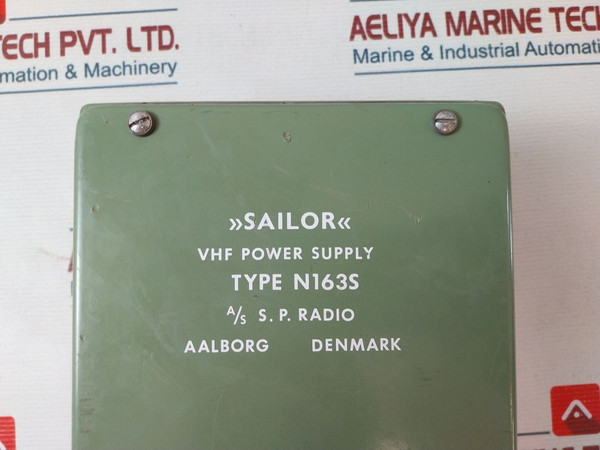 TECH PVT. LTD.
mation & Machinery
AELIYA MARINE TECH
Marine & Industrial Automati
»SAILOR«
VHF POWER SUPPLY
TYPE N163S
A/S S. P. RADIO
AALBORG DENMARK